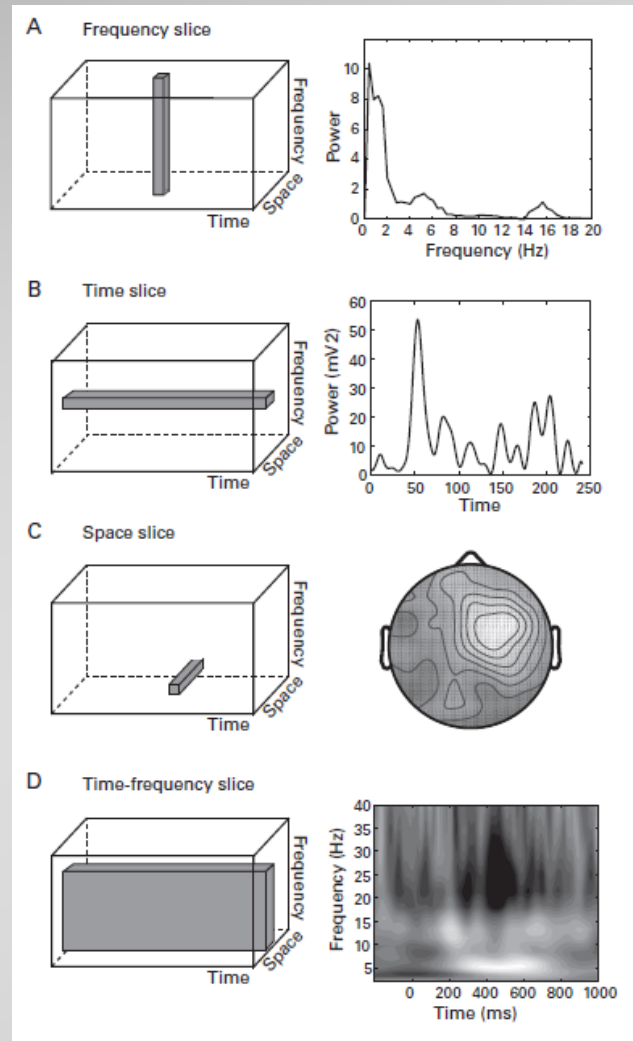 A Frequency slice
Frequency
Space
Time
Power
10
8
6
4
2
0
0 2 4 6 8 10 12 14 16 18 20
Frequency (Hz)
B Time slice
Frequency
Space
Time
Power (mV2)
60
50
40
30
20
10
0
0 50 100 150 200 250
Time
C Space slice
Frequency
Space
Time
D Time-frequency slice
Frequency
Space
Time
Frequency (Hz)
40
35
30
25
20
15
10
5
0 200 400 600 800 1000
Time (ms)